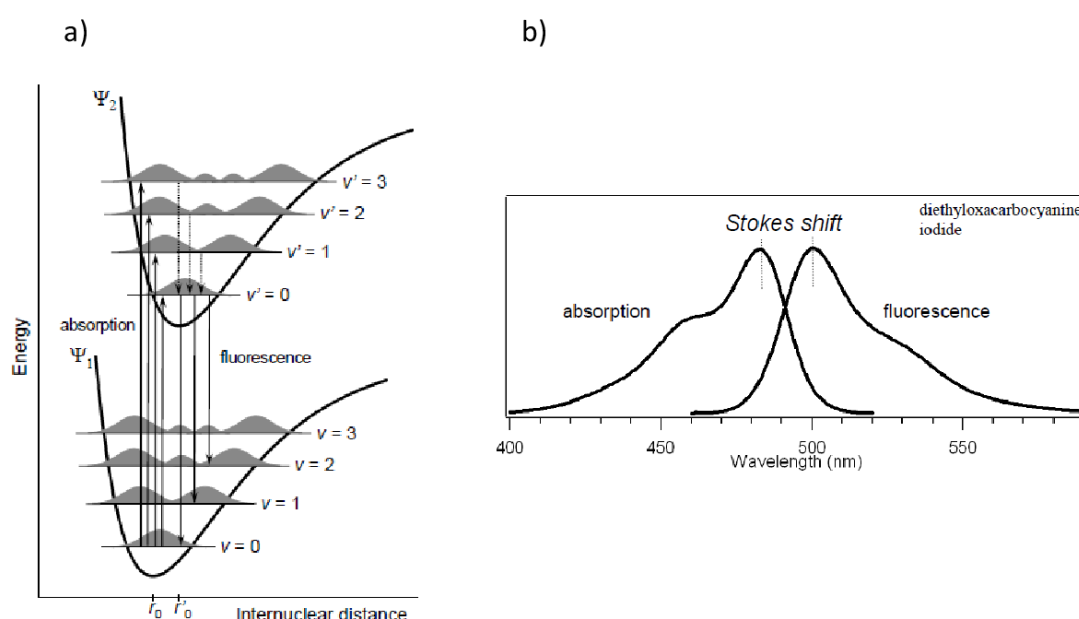 a)
Ψ₂
v' = 3
v' = 2
v' = 1
v' = 0
absorption
fluorescence
Ψ₁
Energy
v = 3
v = 2
v = 1
v = 0
r₀ r'₀ Internuclear distance
b)
diethyloxacarbocyanine
iodide
Stokes shift
absorption
fluorescence
400 450 500 550
Wavelength (nm)